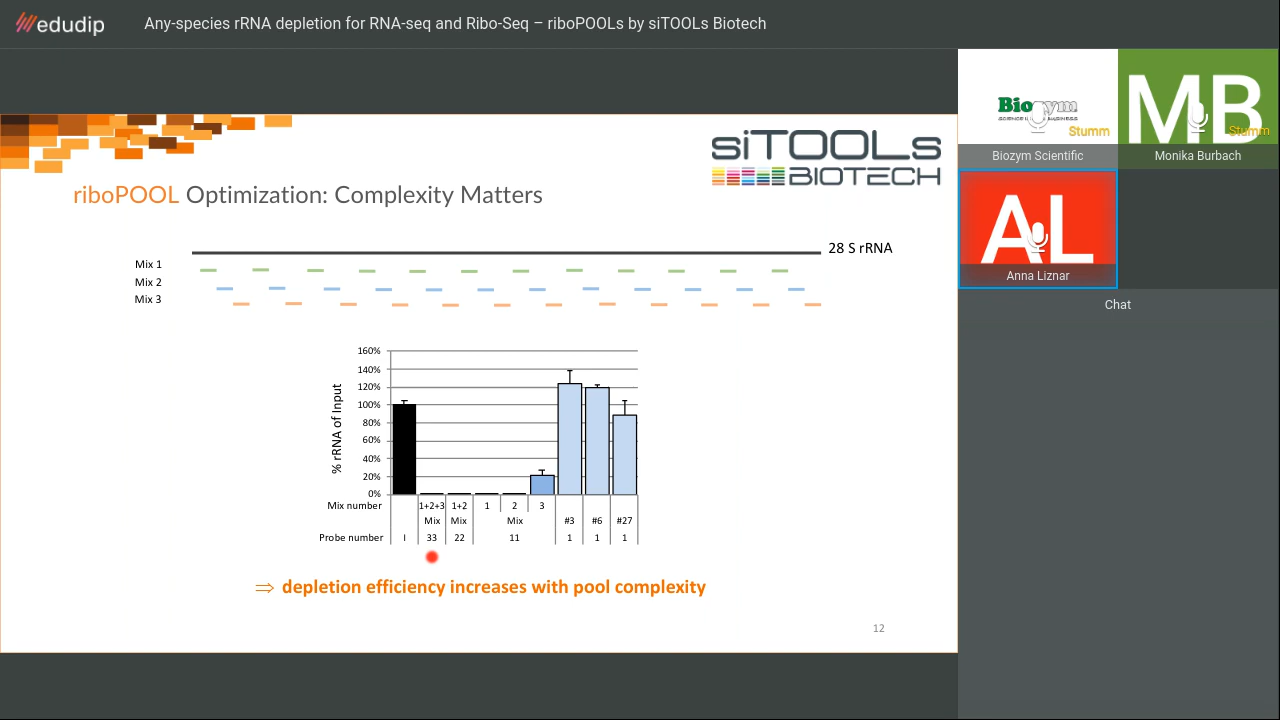 edudip
Any-species rRNA depletion for RNA-seq and Ribo-Seq – riboPOOLs by siTOOLs Biotech
siTOOLs
BIOTECH
riboPOOL Optimization: Complexity Matters
28 S rRNA
Mix 1
Mix 2
Mix 3
% rRNA of Input
160%
140%
120%
100%
80%
60%
40%
20%
0%
Mix number 1+2+3 1+2 1 2 3
Mix Mix Mix #3 #6 #27
Probe number I 33 22 11 1 1 1
⇒ depletion efficiency increases with pool complexity
12
Biozym
Stumm
Biozym Scientific
MB
Stumm
Monika Burbach
AL
Anna Liznar
Chat